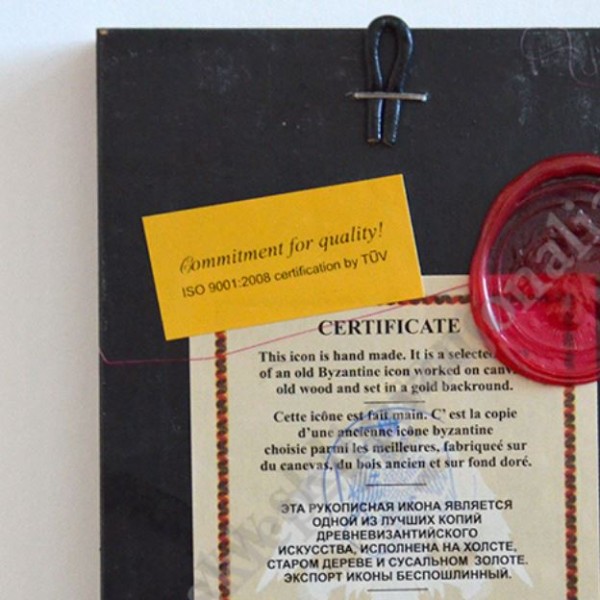 Commitment for quality!
ISO 9001:2008 certification by TÜV
CERTIFICATE
This icon is hand made. It is a selected
of an old Byzantine icon worked on canv
old wood and set in a gold backround.
Cette icône est fait main. C' est la copie
d'une ancienne icône byzantine
choisie parmi les meilleures, fabriqueé sur
du canevas, du bois ancien et sur fond doré.
ЭТА РУКОПИСНАЯ ИКОНА ЯВЛЯЕТСЯ
ОДНОЙ ИЗ ЛУЧШИХ КОПИЙ
ДРЕВНЕВИЗАНТИЙСКОГО
ИСКУССТВА, ИСПОЛНЕНА НА ХОЛСТЕ,
СТАРОМ ДЕРЕВЕ И СУСАЛЬНОМ ЗОЛОТЕ.
ЭКСПОРТ ИКОНЫ БЕСПОШЛИННЫЙ.